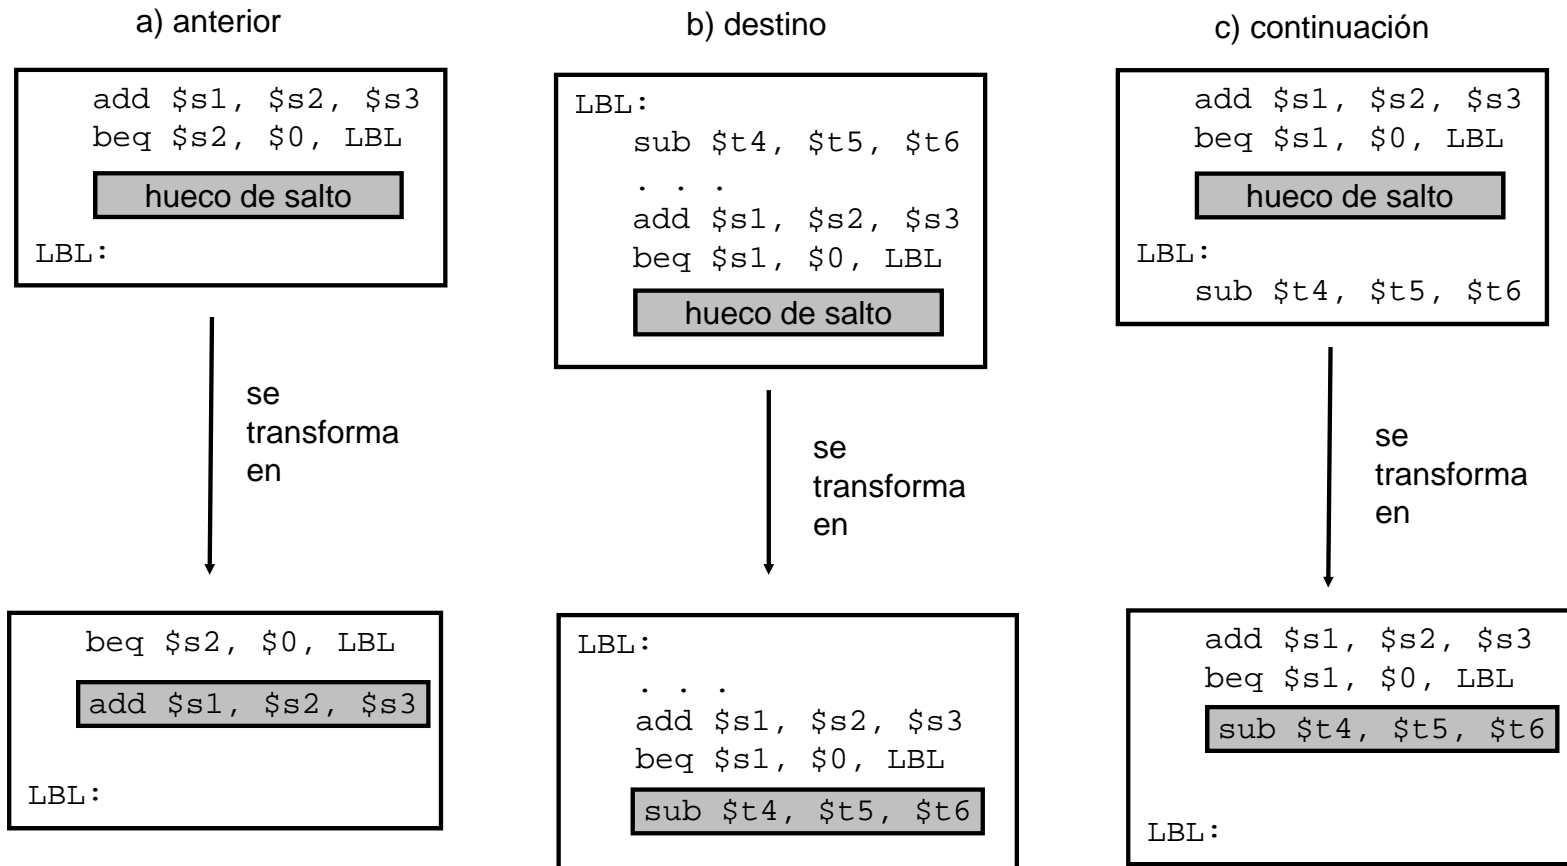 a) anterior
add $s1, $s2, $s3
beq $s2, $0, LBL
hueco de salto
LBL:
se
transforma
en
beq $s2, $0, LBL
add $s1, $s2, $s3
LBL:
b) destino
LBL:
sub $t4, $t5, $t6
. . .
add $s1, $s2, $s3
beq $s1, $0, LBL
hueco de salto
se
transforma
en
LBL:
. . .
add $s1, $s2, $s3
beq $s1, $0, LBL
sub $t4, $t5, $t6
c) continuación
add $s1, $s2, $s3
beq $s1, $0, LBL
hueco de salto
LBL:
sub $t4, $t5, $t6
se
transforma
en
add $s1, $s2, $s3
beq $s1, $0, LBL
sub $t4, $t5, $t6
LBL: